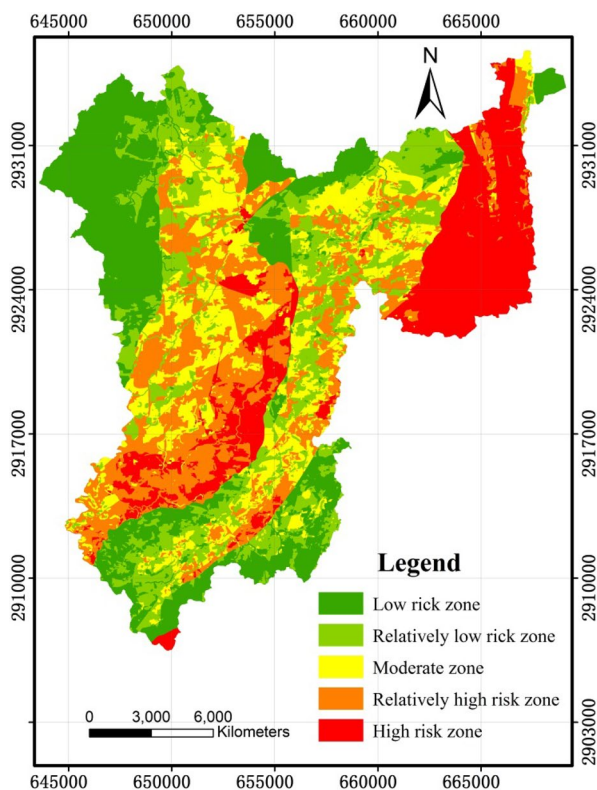 645000 650000 655000 660000 665000
N
2931000 2931000
2924000 2924000
2917000 2917000
Legend
2910000 2910000
Low rick zone
Relatively low rick zone
Moderate zone
Relatively high risk zone
0 3,000 6,000
Kilometers
High risk zone
2903000
645000 650000 655000 660000 665000